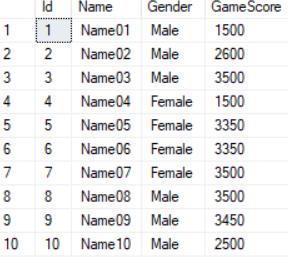 Id Name Gender GameScore
1 1 Name01 Male 1500
2 2 Name02 Male 2600
3 3 Name03 Male 3500
4 4 Name04 Female 1500
5 5 Name05 Female 3350
6 6 Name06 Female 3350
7 7 Name07 Female 3500
8 8 Name08 Male 3500
9 9 Name09 Male 3450
10 10 Name10 Male 2500